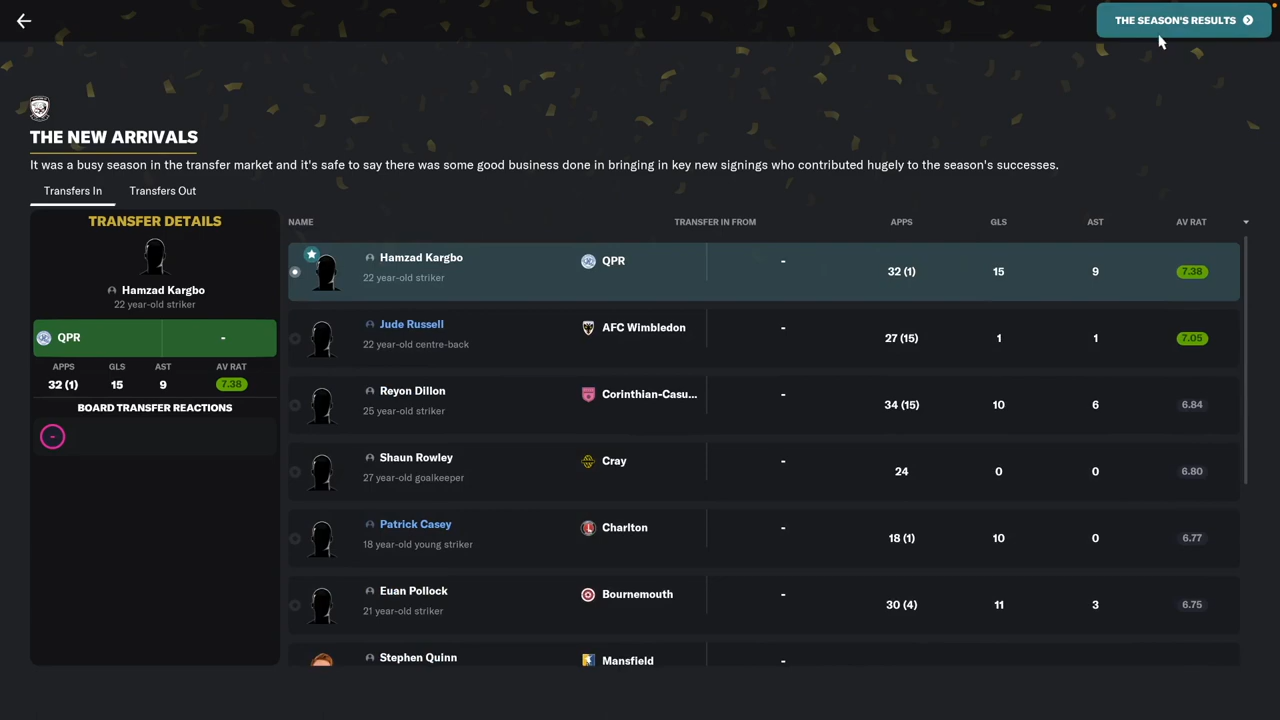 THE SEASON'S RESULTS
THE NEW ARRIVALS
It was a busy season in the transfer market and it's safe to say there was some good business done in bringing in key new signings who contributed hugely to the season's successes.
Transfers In
Transfers Out
TRANSFER DETAILS
Hamzad Kargbo
22 year-old striker
QPR -
APPS GLS AST AV RAT
32 (1) 15 9 7.38
BOARD TRANSFER REACTIONS
-
NAME TRANSFER IN FROM APPS GLS AST AV RAT
Hamzad Kargbo
22 year-old striker
QPR - 32 (1) 15 9 7.38
Jude Russell
22 year-old centre-back
AFC Wimbledon - 27 (15) 1 1 7.05
Reyon Dillon
25 year-old striker
Corinthian-Casu... - 34 (15) 10 6 6.84
Shaun Rowley
27 year-old goalkeeper
Cray - 24 0 0 6.80
Patrick Casey
18 year-old young striker
Charlton - 18 (1) 10 0 6.77
Euan Pollock
21 year-old striker
Bournemouth - 30 (4) 11 3 6.75
Stephen Quinn
Mansfield -